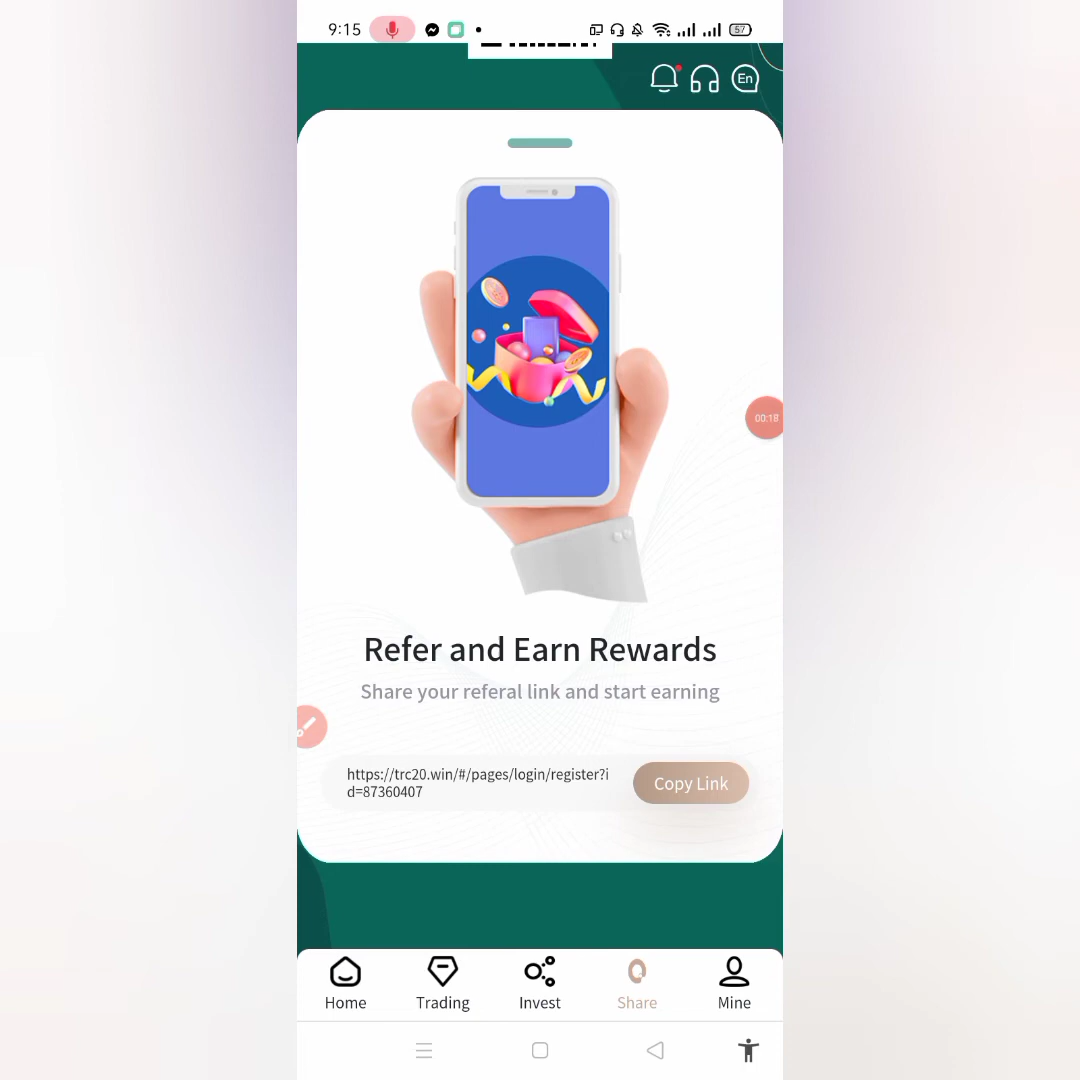 9:15
57
En
00:18
Refer and Earn Rewards
Share your referal link and start earning
https://trc20.win/#/pages/login/register?i
d=87360407
Copy Link
Home
Trading
Invest
Share
Mine